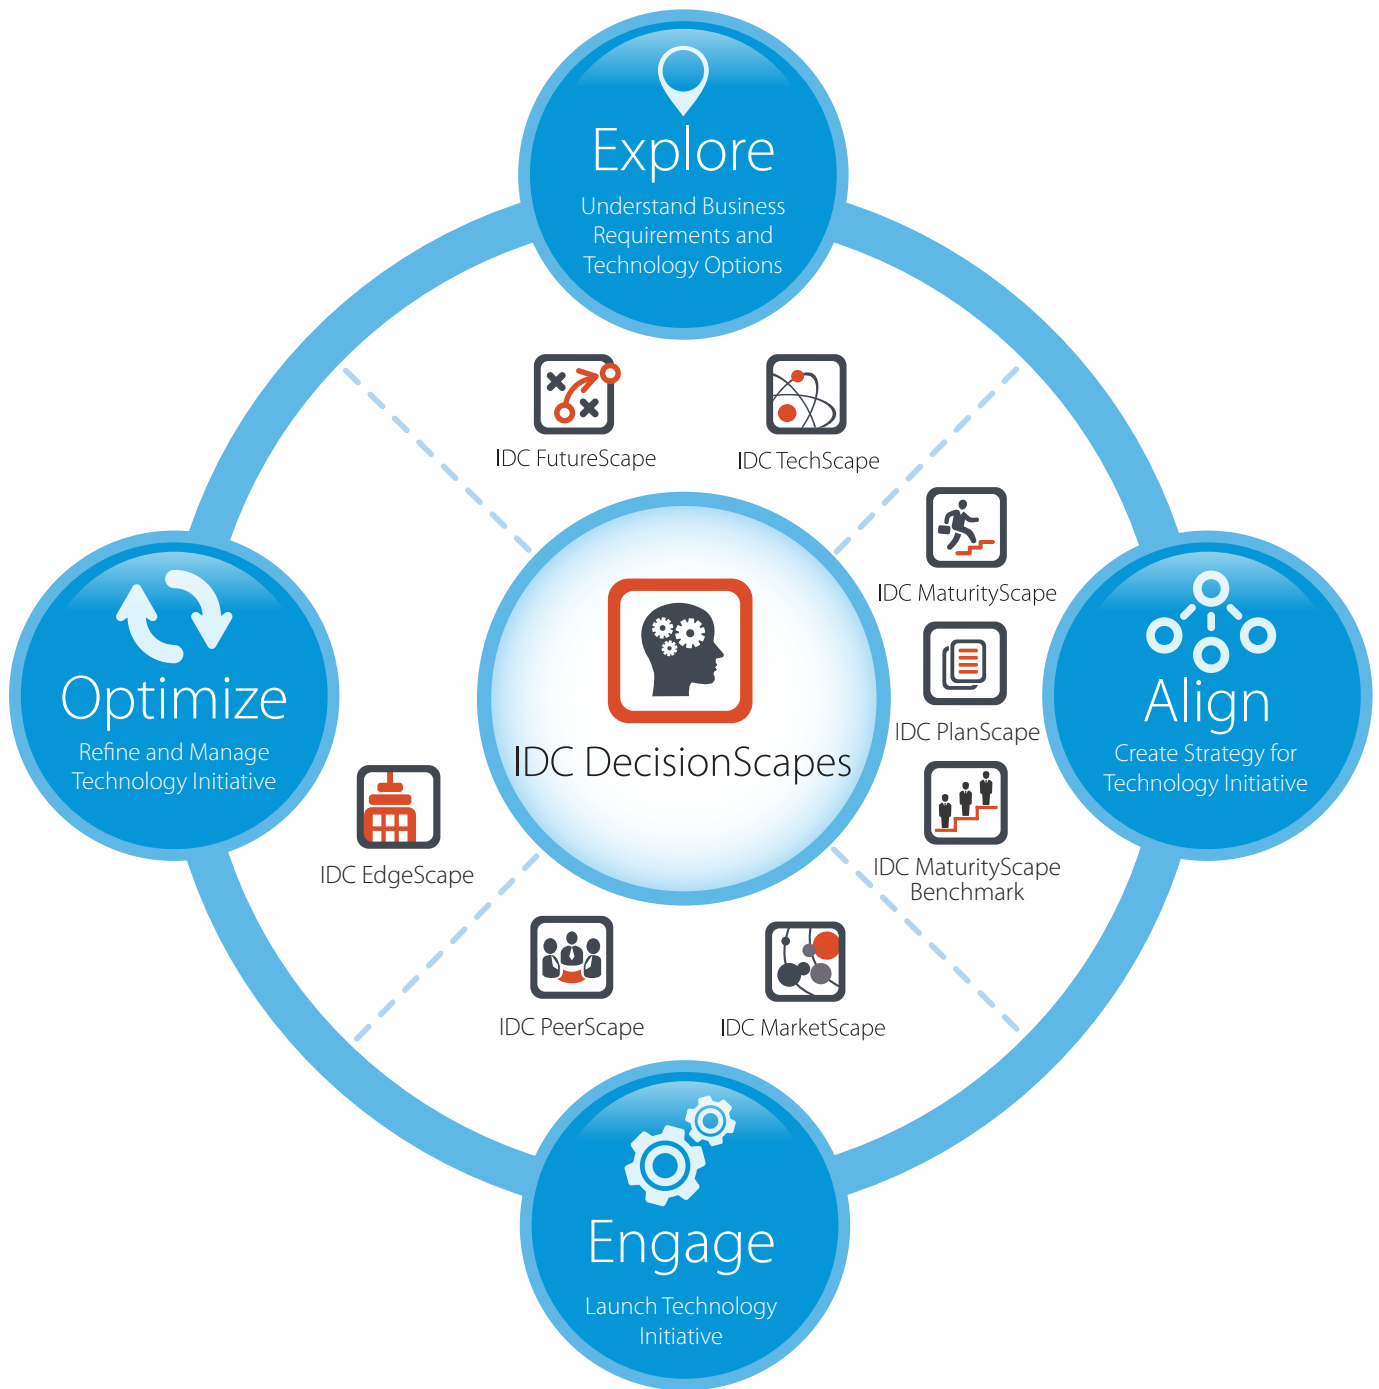 Explore
Understand Business
Requirements and
Technology Options
IDC FutureScape
IDC TechScape
IDC MaturityScape
IDC PlanScape
IDC MaturityScape
Benchmark
Align
Create Strategy for
Technology Initiative
IDC DecisionScapes
Optimize
Refine and Manage
Technology Initiative
IDC EdgeScape
IDC PeerScape
IDC MarketScape
Engage
Launch Technology
Initiative